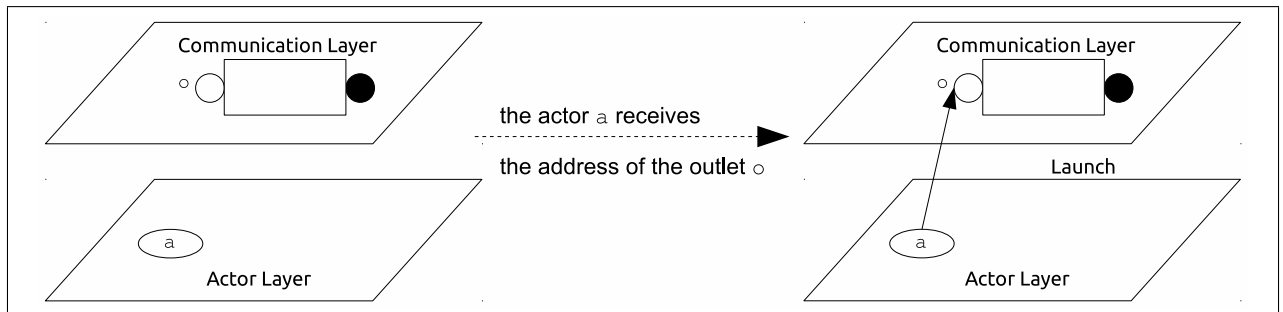 Communication Layer
o
the actor a receives
the address of the outlet o
a
Actor Layer
Communication Layer
o
Launch
a
Actor Layer